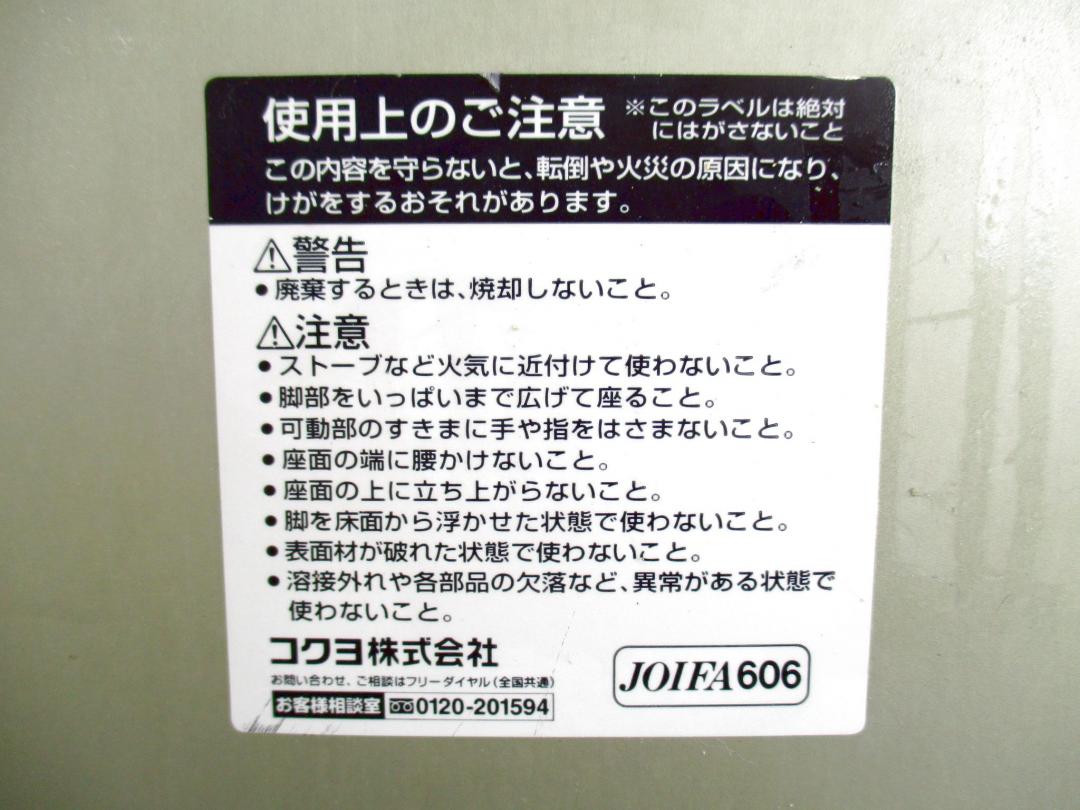 使用上のご注意 ※このラベルは絶対
にはがさないこと
この内容を守らないと、転倒や火災の原因になり、
けがをするおそれがあります。
⚠警告
●廃棄するときは、焼却しないこと。
⚠注意
●ストーブなど火気に近付けて使わないこと。
●脚部をいっぱいまで広げて座ること。
●可動部のすきまに手や指をはさまないこと。
●座面の端に腰かけないこと。
●座面の上に立ち上がらないこと。
●脚を床面から浮かせた状態で使わないこと。
●表面材が破れた状態で使わないこと。
●溶接外れや各部品の欠落など、異常がある状態で
使わないこと。
コクヨ株式会社
お問い合わせ、ご相談はフリーダイヤル(全国共通)
お客様相談室 0120-201594
JOIFA606